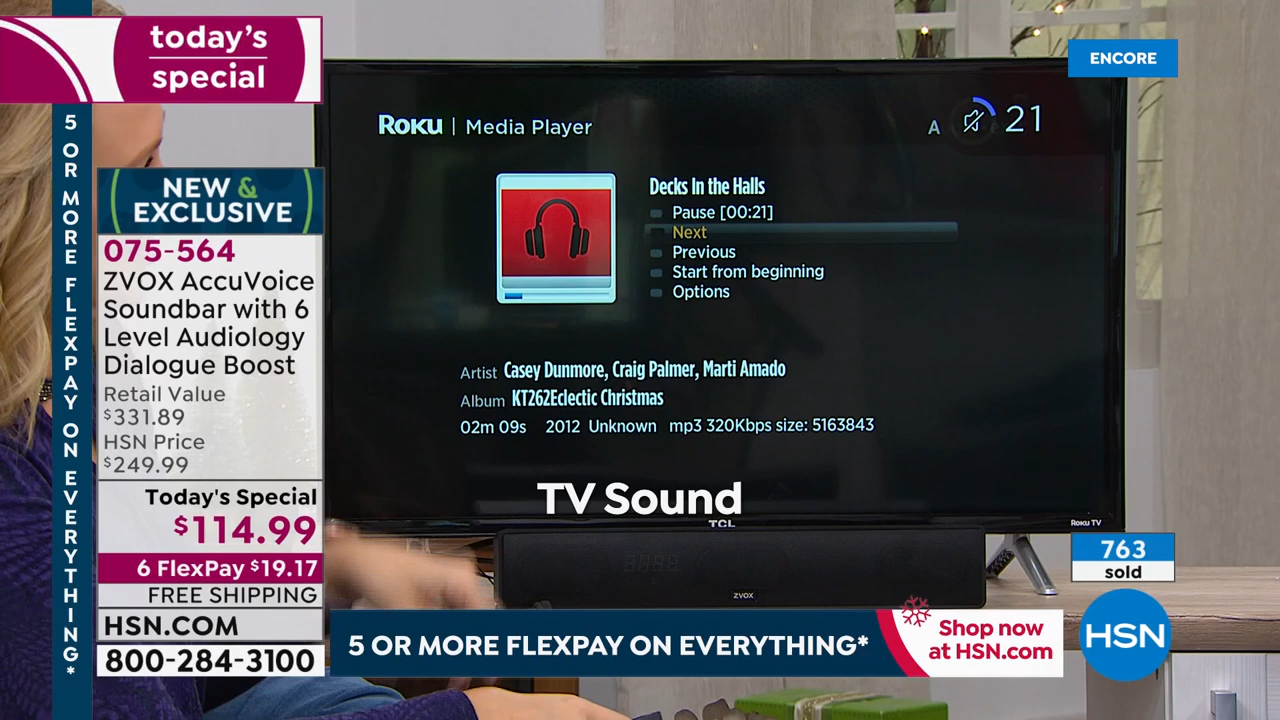 today's
special
5 OR MORE FLEXPAY ON EVERYTHING*
NEW &
EXCLUSIVE
075-564
ZVOX AccuVoice
Soundbar with 6
Level Audiology
Dialogue Boost
Retail Value
$331.89
HSN Price
$249.99
Today's Special
$114.99
6 FlexPay $19.17
FREE SHIPPING
HSN.COM
800-284-3100
ENCORE
Roku | Media Player
A
21
Decks In the Halls
Pause [00:21]
Next
Previous
Start from beginning
Options
Artist Casey Dunmore, Craig Palmer, Marti Amado
Album KT262Eclectic Christmas
02m 09s 2012 Unknown mp3 320Kbps size: 5163843
TV Sound
TCL
Roku TV
ZVOX
763
sold
5 OR MORE FLEXPAY ON EVERYTHING*
Shop now
at HSN.com
HSN